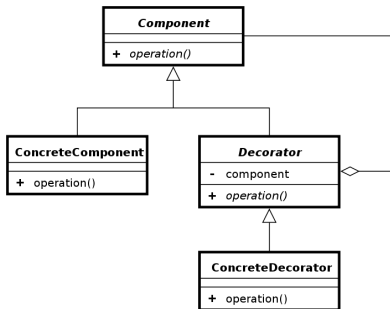 Component
+ operation()
ConcreteComponent
+ operation()
Decorator
- component
+ operation()
ConcreteDecorator
+ operation()